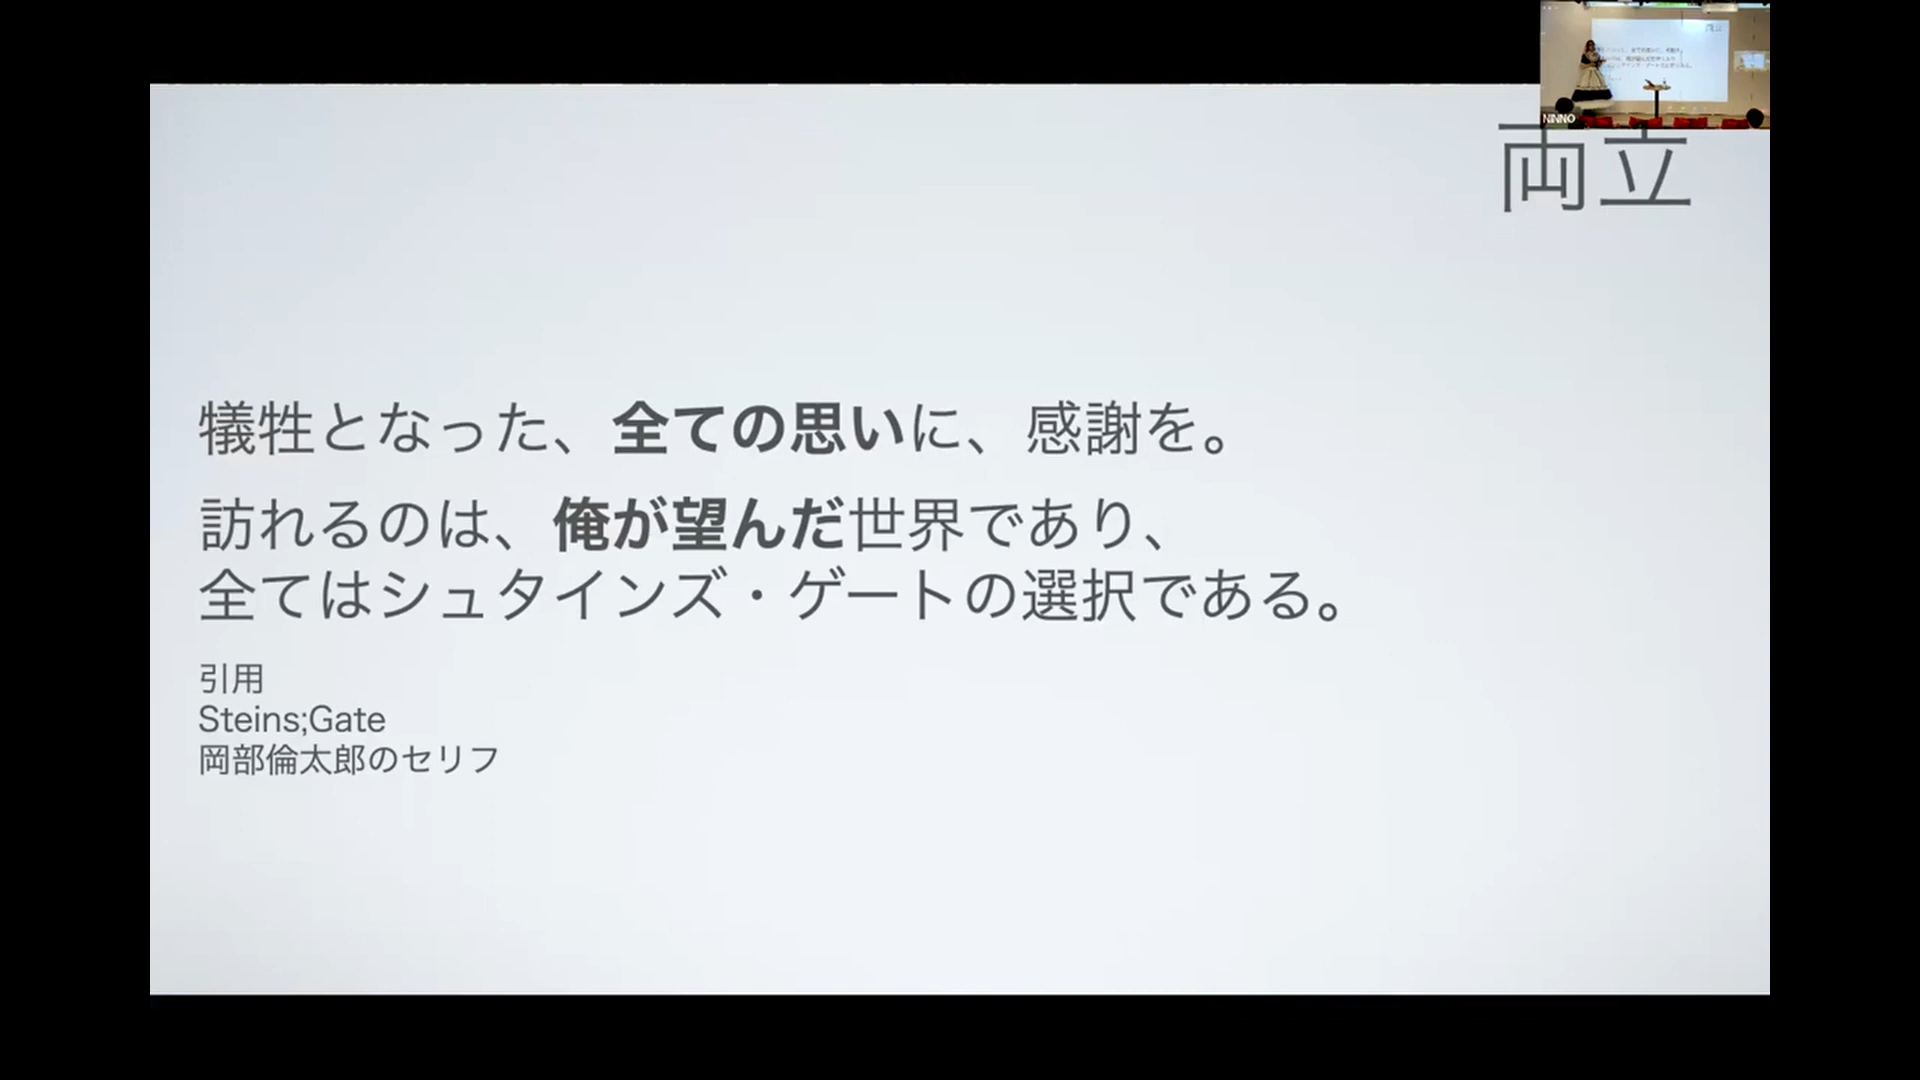 両立
犠牲となった、全ての思いに、感謝を。
訪れるのは、俺が望んだ世界であり、
全てはシュタインズ・ゲートの選択である。
引用
Steins;Gate
岡部倫太郎のセリフ
NINNO